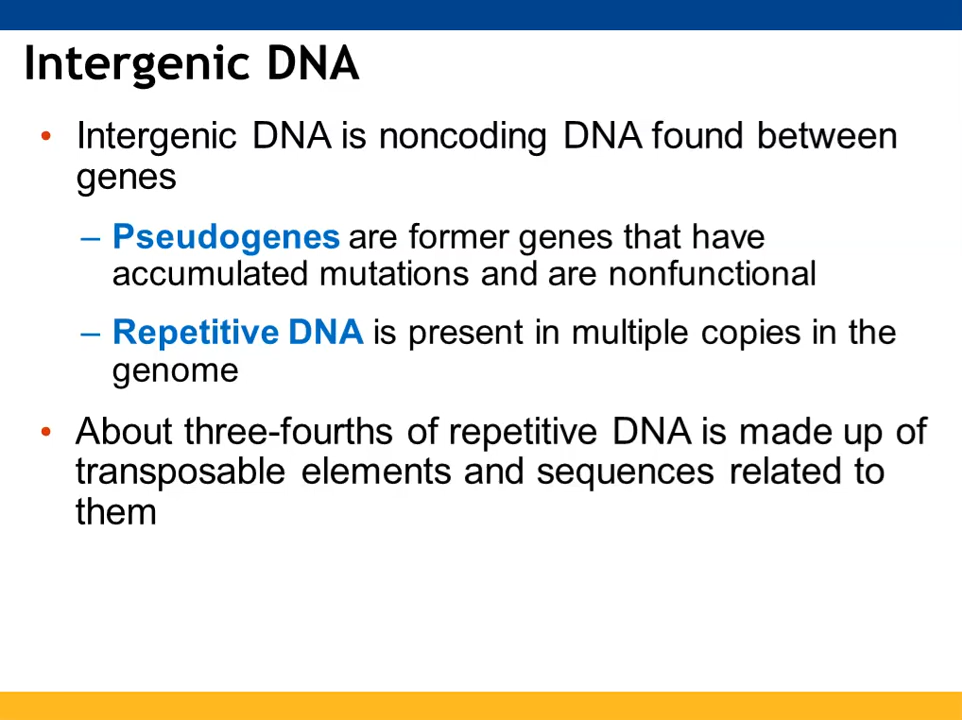 Intergenic DNA
• Intergenic DNA is noncoding DNA found between
genes
– Pseudogenes are former genes that have
accumulated mutations and are nonfunctional
– Repetitive DNA is present in multiple copies in the
genome
• About three-fourths of repetitive DNA is made up of
transposable elements and sequences related to
them